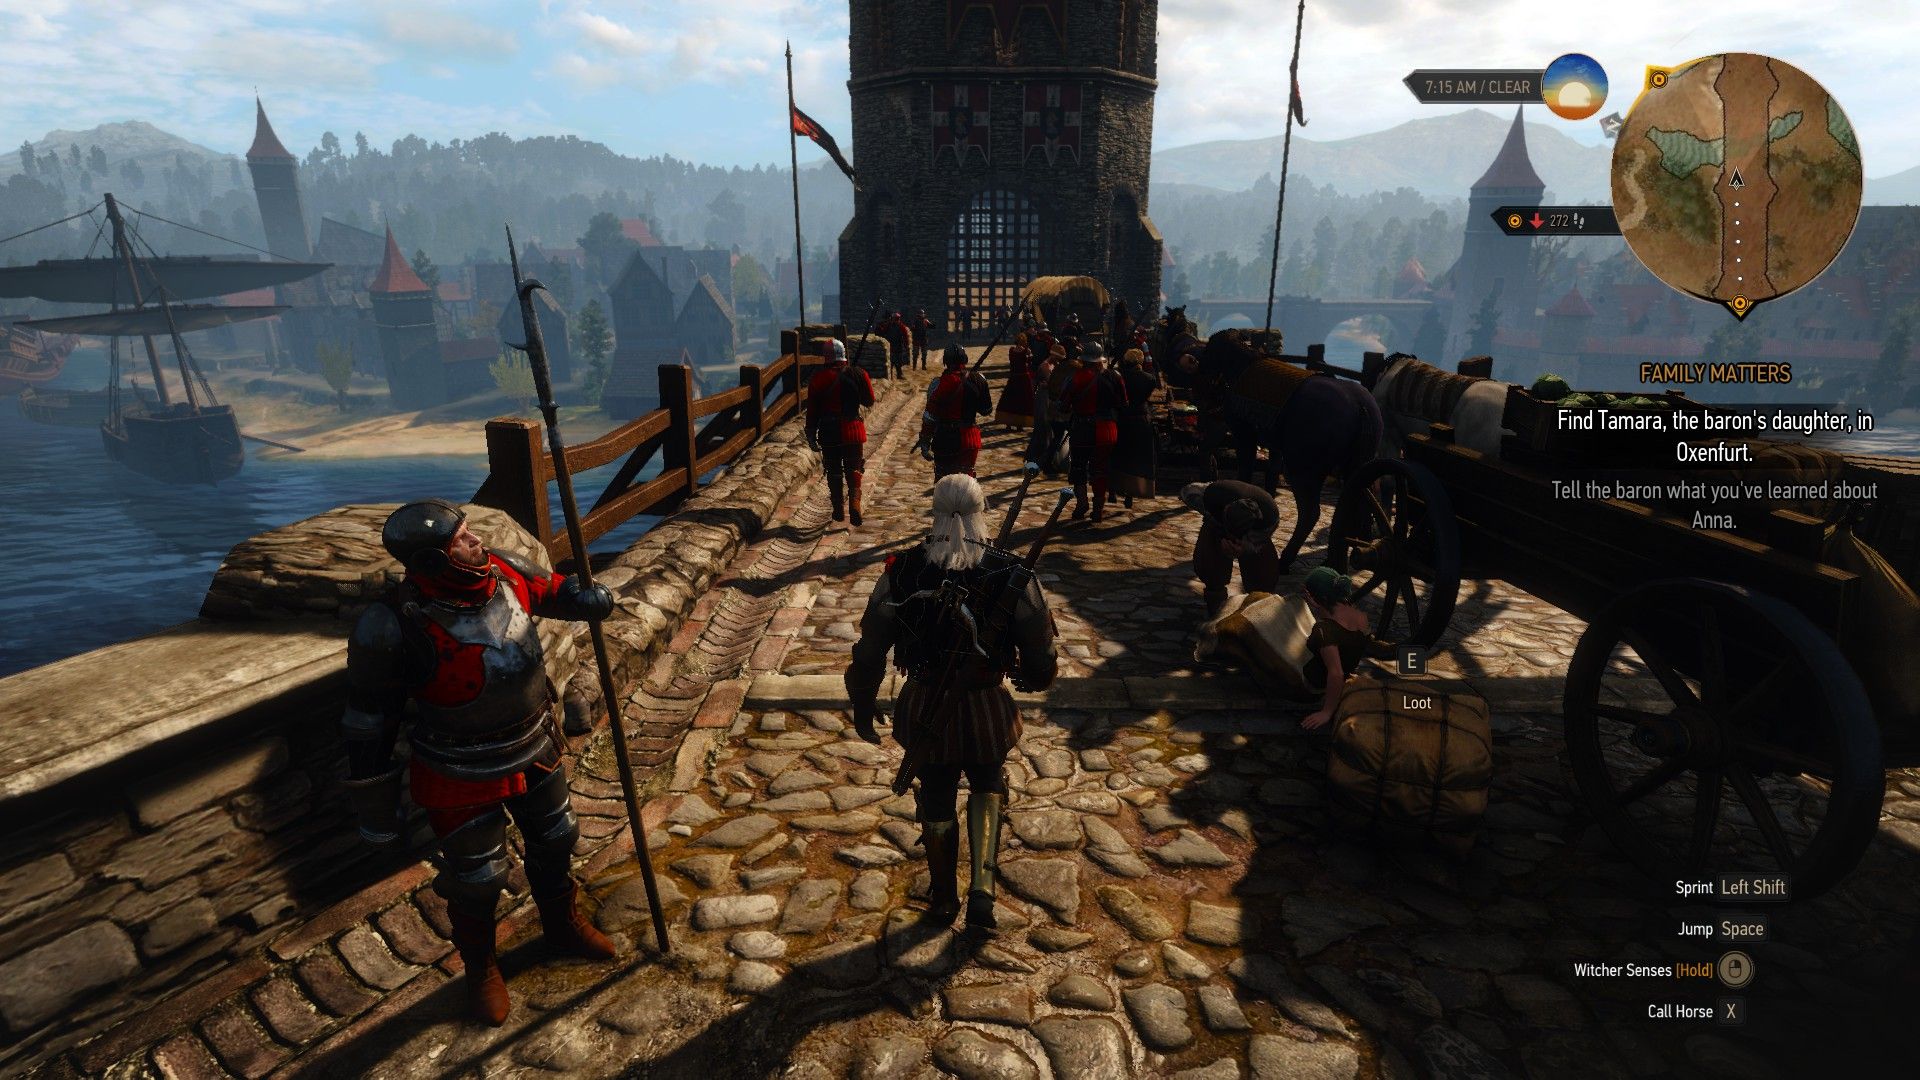 7:15 AM / CLEAR
272
FAMILY MATTERS
Find Tamara, the baron's daughter, in
Oxenfurt.
Tell the baron what you've learned about
Anna.
E
Loot
Sprint Left Shift
Jump Space
Witcher Senses [Hold]
Call Horse X